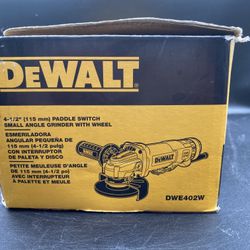 DEWALT
4-1/2" (115 mm) PADDLE SWITCH
SMALL ANGLE GRINDER WITH WHEEL
ESMERILADORA
ANGULAR PEQUEÑA DE
115 mm (4-1/2 pulg)
CON INTERRUPTOR
DE PALETA Y DISCO
PETITE MEULEUSE D'ANGLE
DE 115 mm (4-1/2 po)
AVEC INTERRUPTEUR
À PALETTE ET MEULE
DEWALT
DWE402W